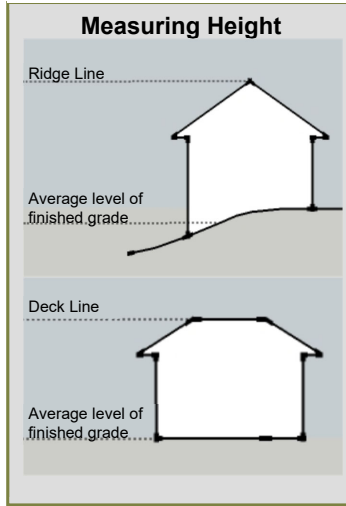 Measuring Height
Ridge Line
Average level of
finished grade
Deck Line
Average level of
finished grade